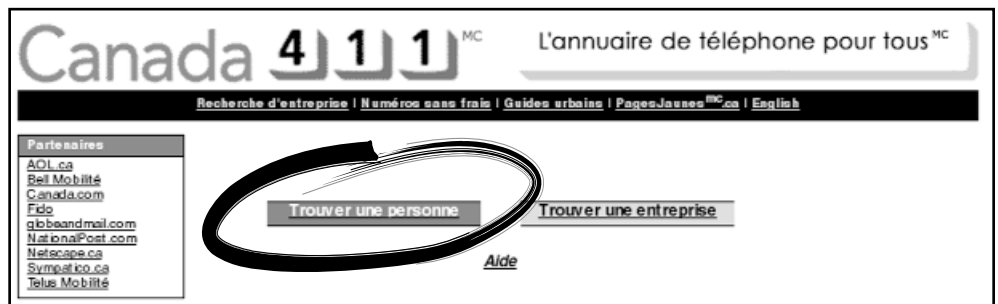 Canada 411 MC
L'annuaire de téléphone pour tous MC
Recherche d'entreprise | Numéros sans frais | Guides urbains | PagesJaunes mc.ca | English
Partenaires
AOL.ca
Bell Mobilité
Canada.com
Fido
globeandmail.com
NationalPost.com
Netscape.ca
Sympatico.ca
Telus Mobilité
Trouver une personne
Trouver une entreprise
Aide